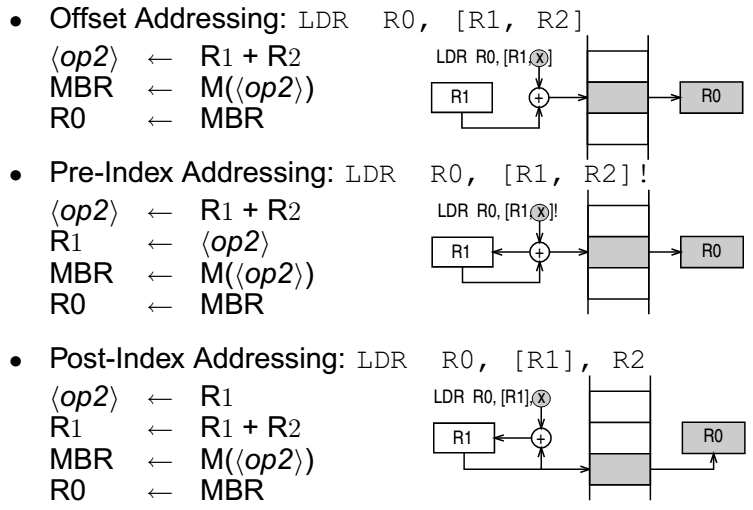 • Offset Addressing: LDR R0, [R1, R2]
⟨op2⟩ ← R1 + R2
MBR ← M(⟨op2⟩)
R0 ← MBR
LDR R0, [R1,X]
R1
+
R0
• Pre-Index Addressing: LDR R0, [R1, R2]!
⟨op2⟩ ← R1 + R2
R1 ← ⟨op2⟩
MBR ← M(⟨op2⟩)
R0 ← MBR
LDR R0, [R1,X]!
R1
+
R0
• Post-Index Addressing: LDR R0, [R1], R2
⟨op2⟩ ← R1
R1 ← R1 + R2
MBR ← M(⟨op2⟩)
R0 ← MBR
LDR R0, [R1],X
R1
+
R0